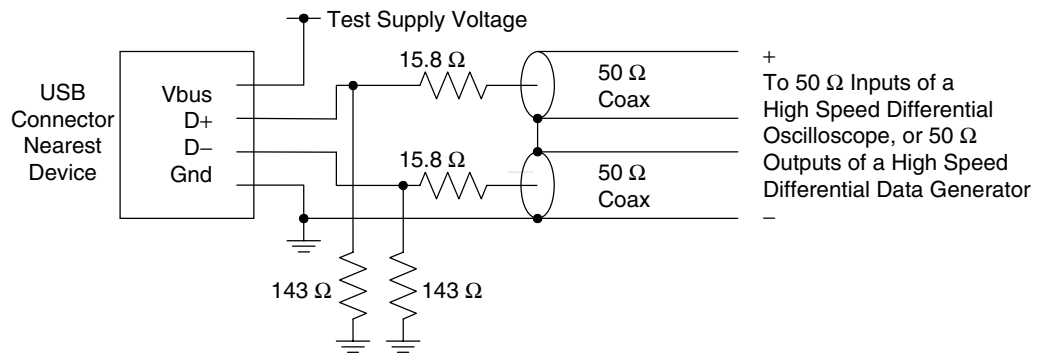 Test Supply Voltage
USB
Connector
Nearest
Device
Vbus
D+
D−
Gnd
15.8 Ω
50 Ω
Coax
15.8 Ω
50 Ω
Coax
143 Ω
143 Ω
+
To 50 Ω Inputs of a
High Speed Differential
Oscilloscope, or 50 Ω
Outputs of a High Speed
Differential Data Generator
−